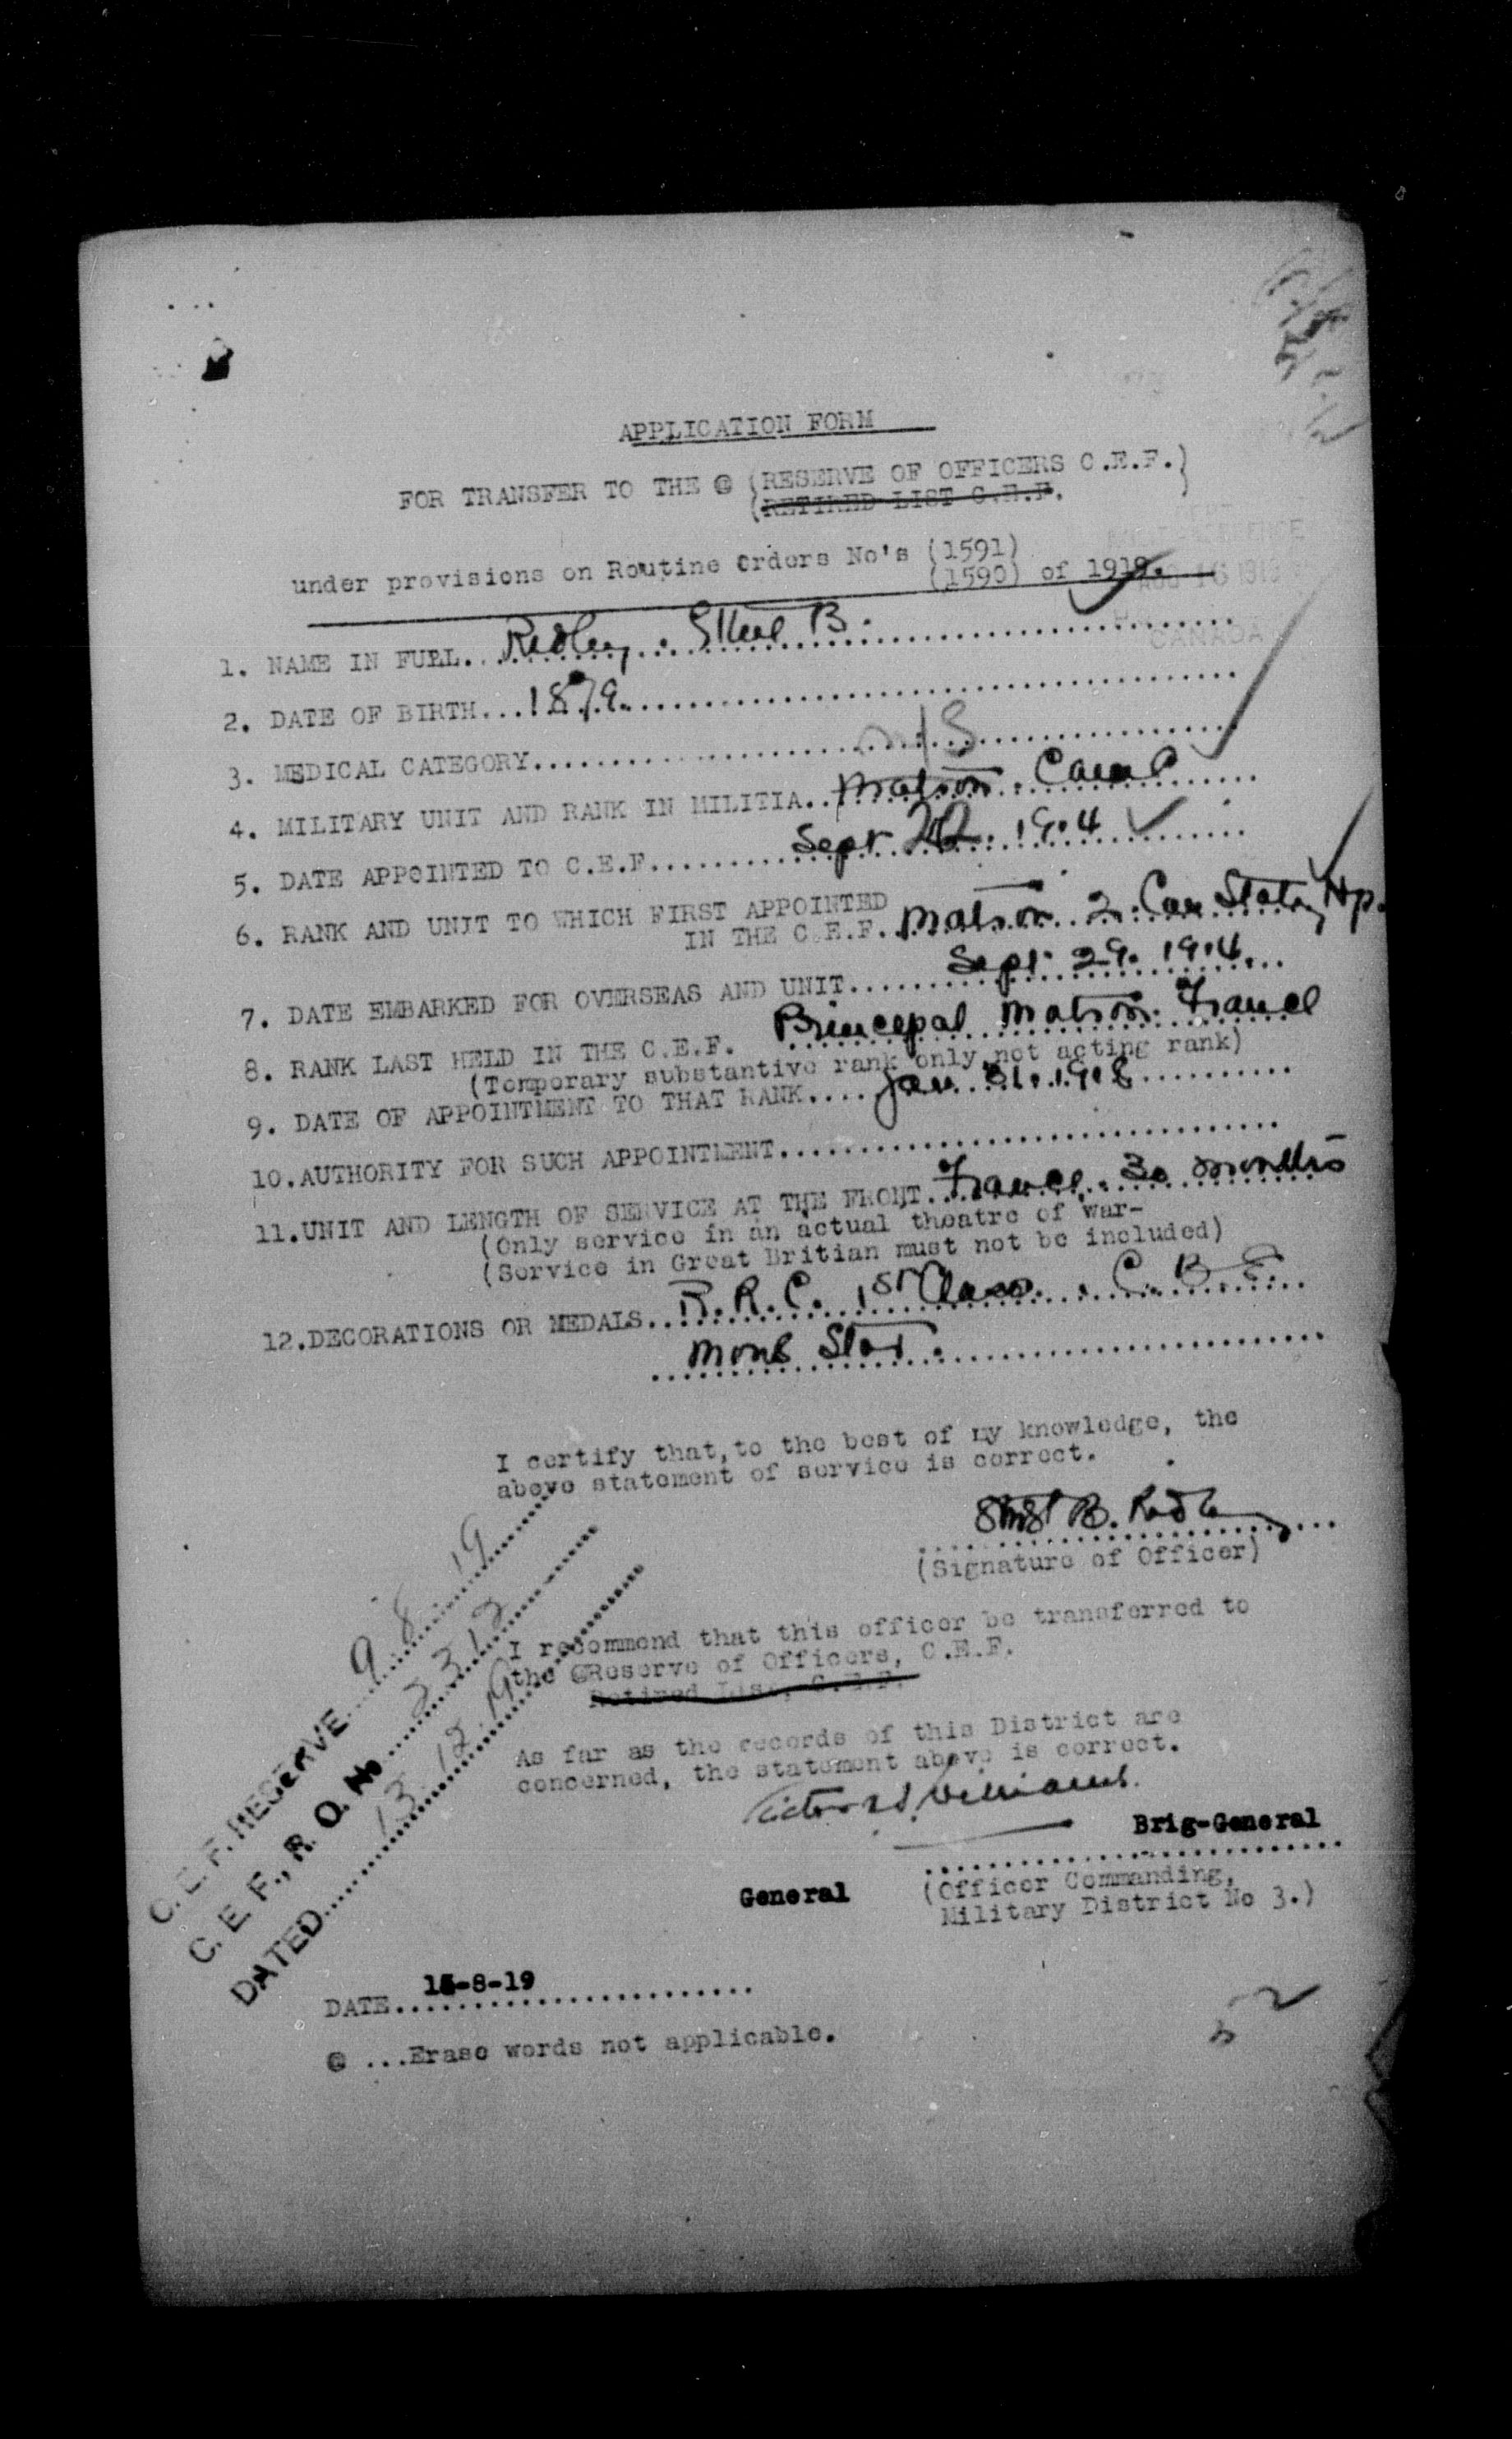 APPLICATION FORM
FOR TRANSFER TO THE @ (RESERVE OF OFFICERS C.E.F.)
(RETIRED LIST C.E.F.
under provisions on Routine Orders No's (1591)
(1590) of 1919.
AUG 16 1919
CANADA
1. NAME IN FULL. Ridley. Ethel B.
2. DATE OF BIRTH...1879.
3. MEDICAL CATEGORY
4. MILITARY UNIT AND RANK IN MILITIA. Matron.
5. DATE APPOINTED TO C.E.F. Sept 1914
6. RANK AND UNIT TO WHICH FIRST APPOINTED
IN THE C.E.F. Matron. 2. Can Staty Hp.
7. DATE EMBARKED FOR OVERSEAS AND UNIT. Sept. 29. 1914.
8. RANK LAST HELD IN THE C.E.F. Principal Matron. France
(Temporary substantive rank only, not acting rank)
9. DATE OF APPOINTMENT TO THAT RANK.... Jan. 31. 1918
10.AUTHORITY FOR SUCH APPOINTMENT
11.UNIT AND LENGTH OF SERVICE AT THE FRONT. France. 30 months
(Only service in an actual theatre of war-
(Service in Great Britian must not be included)
12.DECORATIONS OR MEDALS. R.R.C. 1st Class. C.B.E.
Mons Star.
I certify that, to the best of my knowledge, the
above statement of service is correct.
Ethel B. Ridley
(Signature of Officer)
I recommend that this officer be transferred to
the @Reserve of Officers, C.E.F.
Retired List, C.E.F.
As far as the records of this District are
concerned, the statement above is correct.
Victor Williams.
Brig-General
General
(Officer Commanding,
Military District No 3.)
C. E. F. RESERVE 9 8 19
C. E. F., R. O. No
DATED 13.12.19
DATE 15-8-19
@ ...Erase words not applicable.